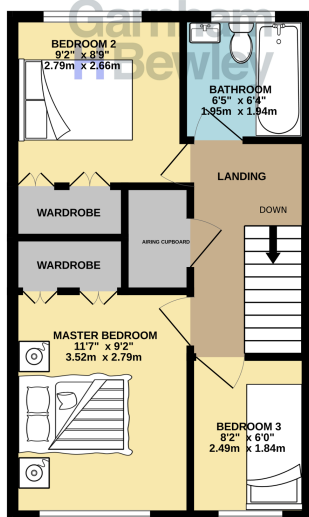 Garnham
H Bewley
BEDROOM 2
9'2" x 8'9"
2.79m x 2.66m
BATHROOM
6'5" x 6'4"
1.95m x 1.94m
LANDING
DOWN
WARDROBE
AIRING CUPBOARD
WARDROBE
MASTER BEDROOM
11'7" x 9'2"
3.52m x 2.79m
BEDROOM 3
8'2" x 6'0"
2.49m x 1.84m